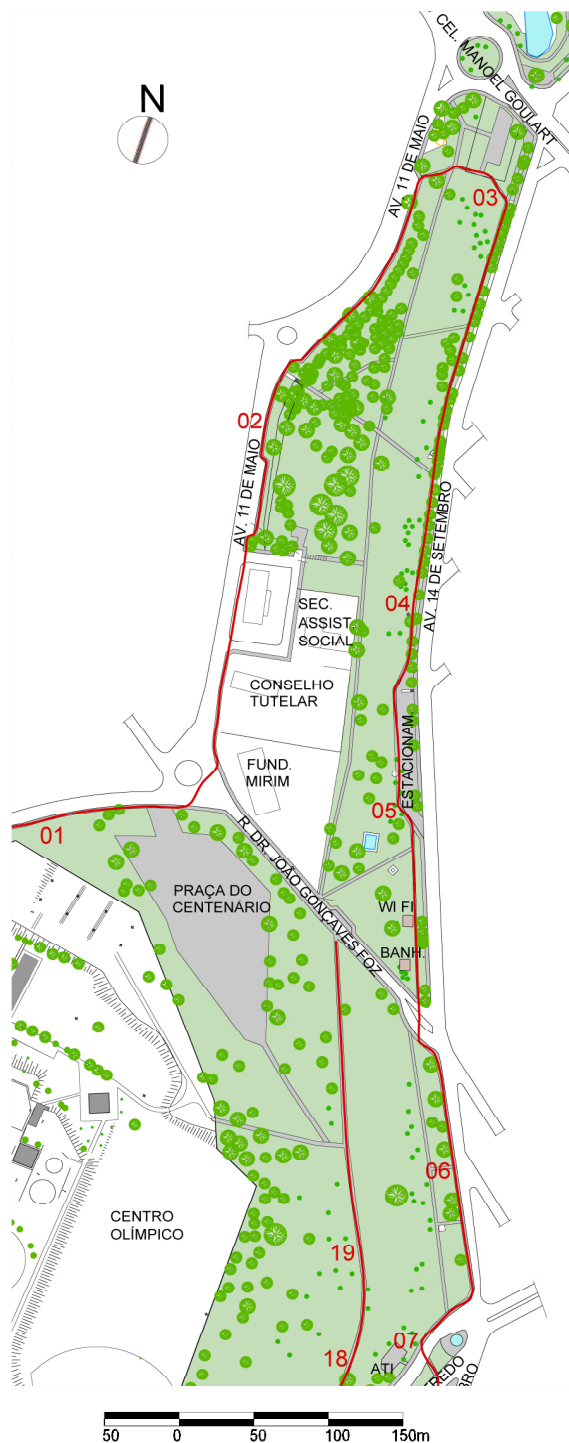 CEL. MANOEL GOULART
N
AV. 11 DE MAIO
03
02
AV. 11 DE MAIO
AV. 14 DE SETEMBRO
04
SEC.
ASSIST.
SOCIAL
CONSELHO
TUTELAR
ESTACIONAM.
FUND.
MIRIM
05
01
R. DR. JOÃO GONÇAVES FOZ
PRAÇA DO
CENTENÁRIO
WI FI
BANH.
06
CENTRO
OLÍMPICO
19
07
18
ATI
50 0 50 100 150m